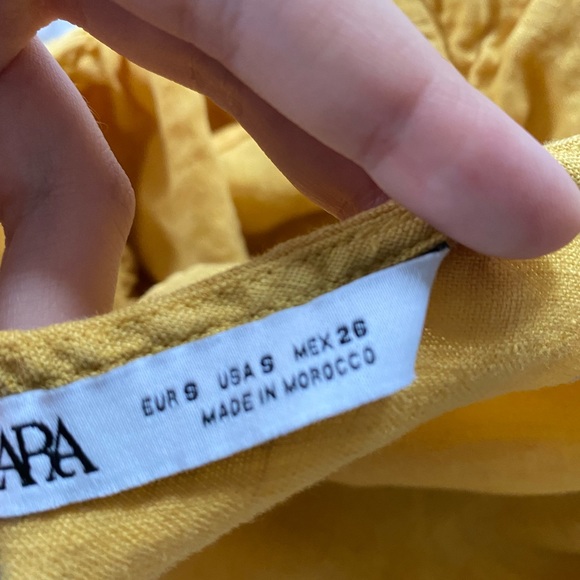 ARA
EUR S USA S MEX 26
MADE IN MOROCCO